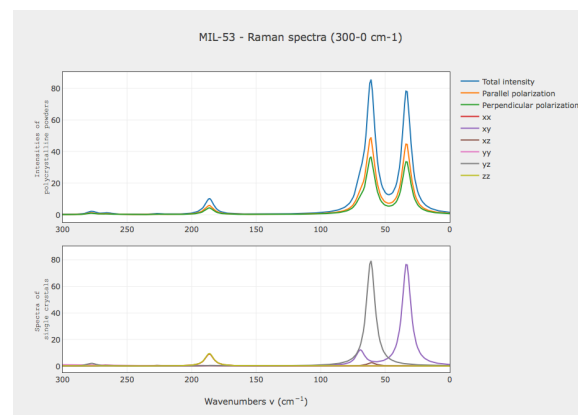 MIL-53 - Raman spectra (300-0 cm⁻¹)
Intensities of
polycrystalline powders
80
60
40
20
0
300
250
200
150
100
50
0
Total intensity
Parallel polarization
Perpendicular polarization
xx
xy
xz
yy
yz
zz
Spectra of
single crystals
80
60
40
20
0
300
250
200
150
100
50
0
Wavenumbers ν (cm⁻¹)